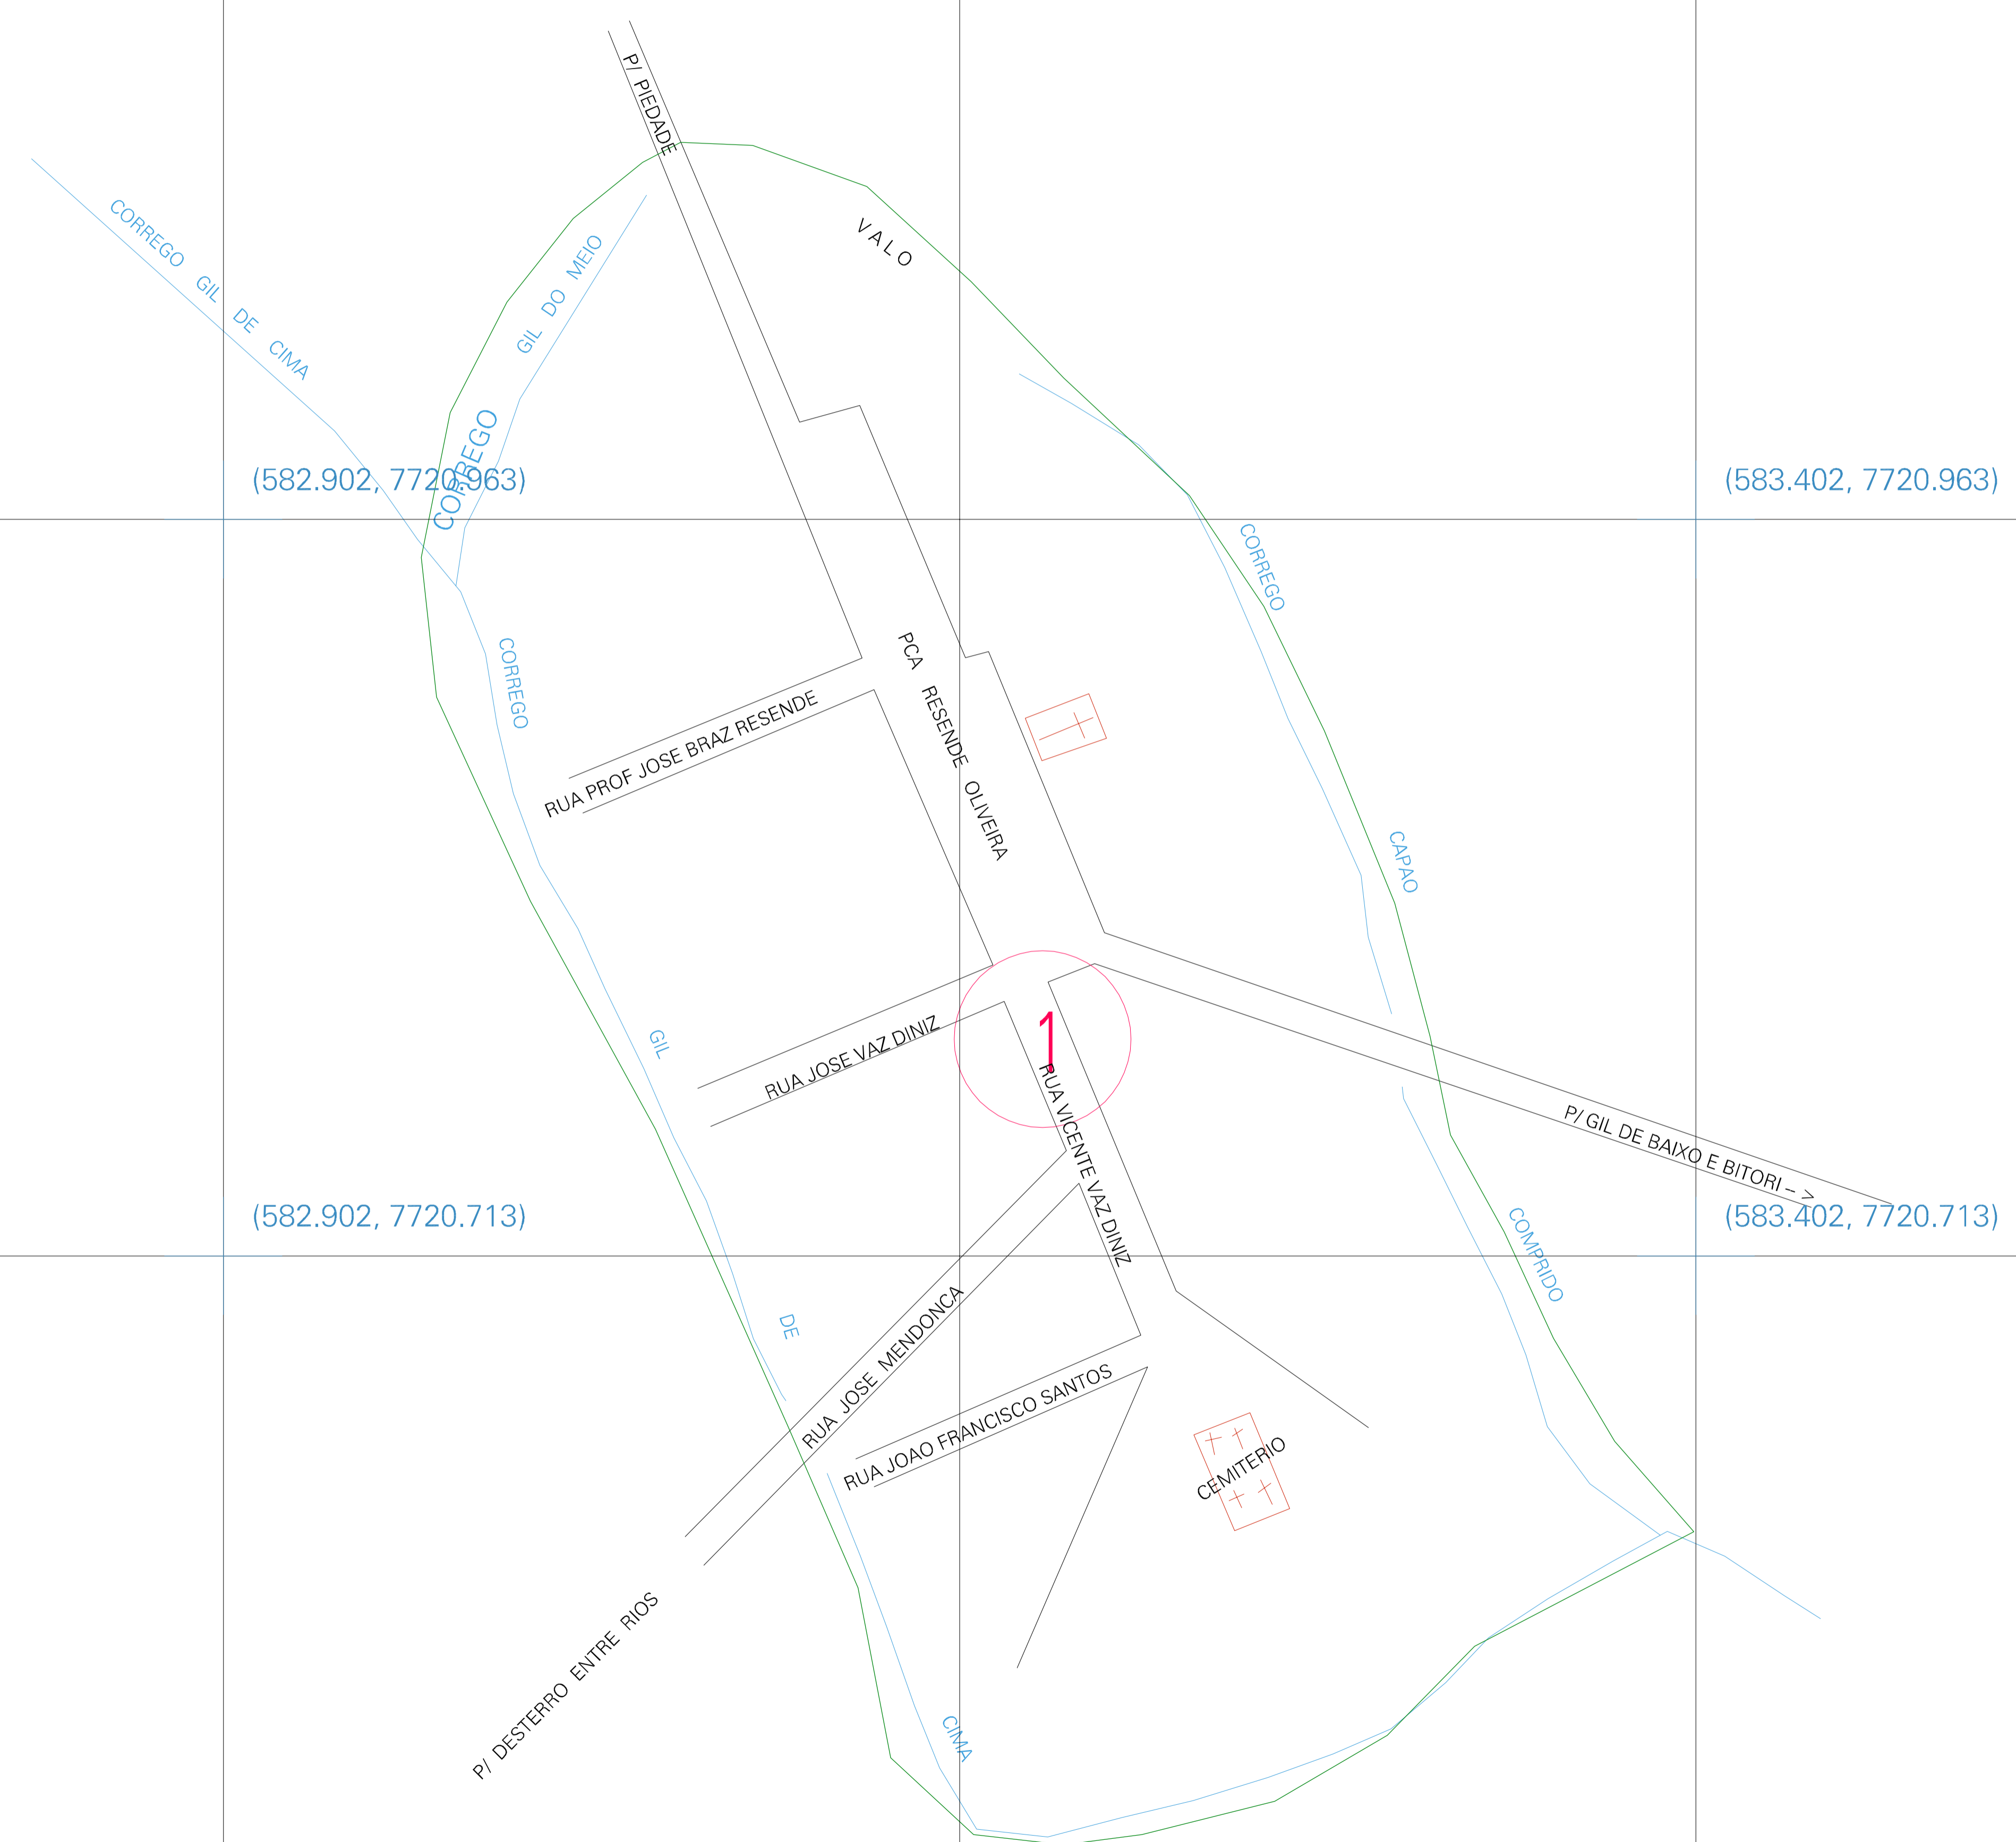 P/ PIEDADE
CORREGO GIL DE CIMA
VALO
GIL DO MEIO
CORREGO
(582.902, 7720.963)
(583.402, 7720.963)
CORREGO
CORREGO
PCA RESENDE OLIVEIRA
RUA PROF JOSE BRAZ RESENDE
CAPAO
GIL
RUA JOSE VAZ DINIZ
1
RUA VICENTE VAZ DINIZ
P/ GIL DE BAIXO E BITORI - >
(582.902, 7720.713)
(583.402, 7720.713)
COMPRIDO
DE
RUA JOSE MENDONCA
RUA JOAO FRANCISCO SANTOS
CEMITERIO
P/ DESTERRO ENTRE RIOS
CIMA